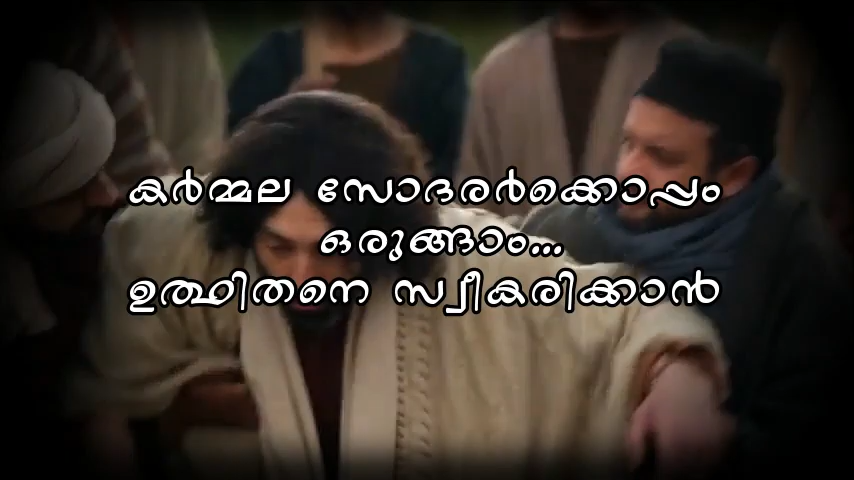 കർമ്മല സോദരർക്കൊപ്പം
ഒരുങ്ങാം...
ഉത്ഥിതനെ സ്വീകരിക്കാൻ